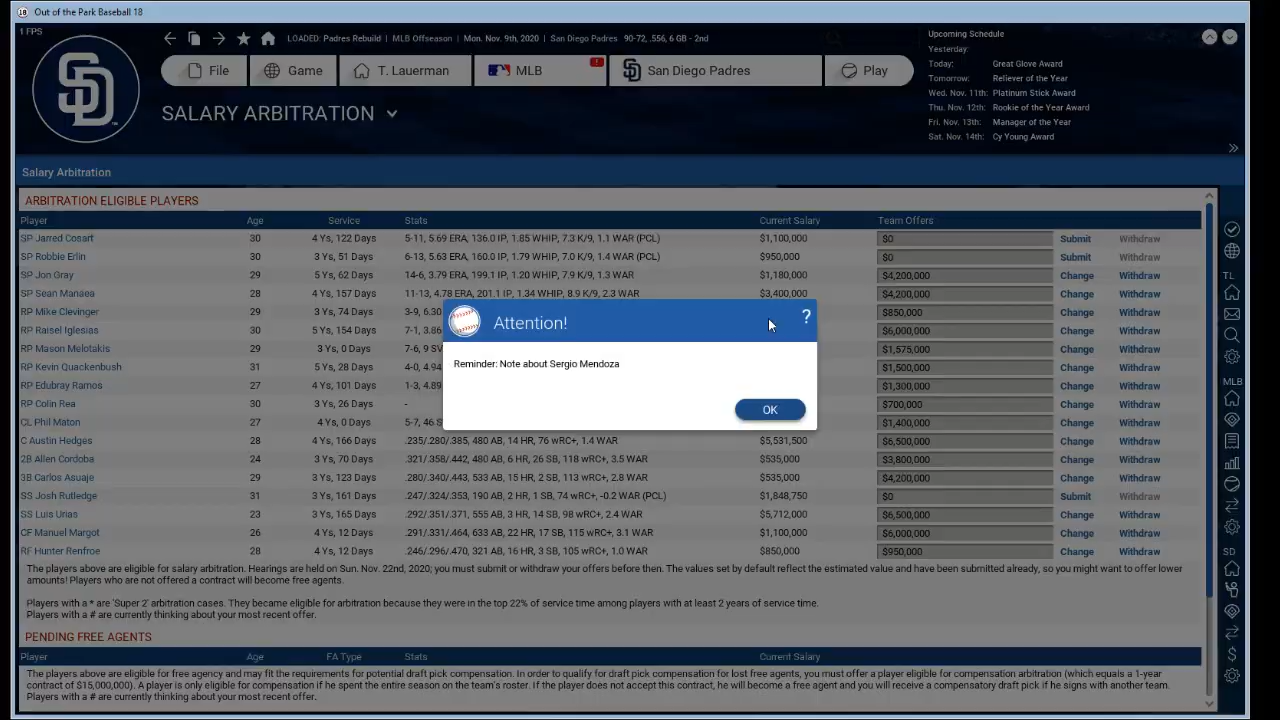 18 Out of the Park Baseball 18
1 FPS
LOADED: Padres Rebuild | MLB Offseason | Mon. Nov. 9th, 2020 | San Diego Padres 90-72, .556, 6 GB - 2nd
File Game T. Lauerman MLB ! San Diego Padres Play
SALARY ARBITRATION
Upcoming Schedule
Yesterday:
Today: Great Glove Award
Tomorrow: Reliever of the Year
Wed. Nov. 11th: Platinum Stick Award
Thu. Nov. 12th: Rookie of the Year Award
Fri. Nov. 13th: Manager of the Year
Sat. Nov. 14th: Cy Young Award
Salary Arbitration
ARBITRATION ELIGIBLE PLAYERS
Player Age Service Stats Current Salary Team Offers
SP Jarred Cosart 30 4 Ys, 122 Days 5-11, 5.69 ERA, 136.0 IP, 1.85 WHIP, 7.3 K/9, 1.1 WAR (PCL) $1,100,000 $0 Submit Withdraw
SP Robbie Erlin 30 3 Ys, 51 Days 6-13, 5.63 ERA, 160.0 IP, 1.79 WHIP, 7.0 K/9, 1.4 WAR (PCL) $950,000 $0 Submit Withdraw
SP Jon Gray 29 5 Ys, 62 Days 14-6, 3.79 ERA, 199.1 IP, 1.20 WHIP, 7.9 K/9, 1.3 WAR $1,180,000 $4,200,000 Change Withdraw
SP Sean Manaea 28 4 Ys, 157 Days 11-13, 4.78 ERA, 201.1 IP, 1.34 WHIP, 8.9 K/9, 2.3 WAR $3,400,000 $4,200,000 Change Withdraw
RP Mike Clevinger 29 3 Ys, 74 Days 3-9, 6.30 $850,000 Change Withdraw
RP Raisel Iglesias 30 5 Ys, 154 Days 7-1, 3.86 $6,000,000 Change Withdraw
RP Mason Melotakis 29 3 Ys, 0 Days 7-6, 9 SV $1,575,000 Change Withdraw
RP Kevin Quackenbush 31 5 Ys, 28 Days 4-0, 4.94 $1,500,000 Change Withdraw
RP Edubray Ramos 27 4 Ys, 101 Days 1-3, 4.89 $1,300,000 Change Withdraw
RP Colin Rea 30 3 Ys, 26 Days - $700,000 Change Withdraw
CL Phil Maton 27 4 Ys, 0 Days 5-7, 46 S $1,400,000 Change Withdraw
C Austin Hedges 28 4 Ys, 166 Days .235/.280/.385, 480 AB, 14 HR, 76 wRC+, 1.4 WAR $5,531,500 $6,500,000 Change Withdraw
2B Allen Cordoba 24 3 Ys, 70 Days .321/.358/.442, 480 AB, 6 HR, 26 SB, 118 wRC+, 3.5 WAR $535,000 $3,800,000 Change Withdraw
3B Carlos Asuaje 29 3 Ys, 123 Days .280/.340/.443, 533 AB, 15 HR, 2 SB, 113 wRC+, 2.8 WAR $535,000 $4,200,000 Change Withdraw
SS Josh Rutledge 31 3 Ys, 161 Days .247/.324/.353, 190 AB, 2 HR, 1 SB, 74 wRC+, -0.2 WAR (PCL) $1,848,750 $0 Submit Withdraw
SS Luis Urias 23 3 Ys, 165 Days .292/.351/.371, 555 AB, 3 HR, 14 SB, 98 wRC+, 2.4 WAR $5,712,000 $6,500,000 Change Withdraw
CF Manuel Margot 26 4 Ys, 12 Days .291/.331/.464, 633 AB, 22 HR, 17 SB, 115 wRC+, 3.1 WAR $1,100,000 $6,000,000 Change Withdraw
RF Hunter Renfroe 28 4 Ys, 12 Days .246/.296/.470, 321 AB, 16 HR, 3 SB, 105 wRC+, 1.0 WAR $850,000 $950,000 Change Withdraw
Attention! ?
Reminder: Note about Sergio Mendoza
OK
The players above are eligible for salary arbitration. Hearings are held on Sun. Nov. 22nd, 2020; you must submit or withdraw your offers before then. The values set by default reflect the estimated value and have been submitted already, so you might want to offer lower
amounts! Players who are not offered a contract will become free agents.
Players with a * are 'Super 2' arbitration cases. They became eligible for arbitration because they were in the top 22% of service time among players with at least 2 years of service time.
Players with a # are currently thinking about your most recent offer.
PENDING FREE AGENTS
Player Age FA Type Stats Current Salary
The players above are eligible for free agency and may fit the requirements for potential draft pick compensation. In order to qualify for draft pick compensation for lost free agents, you must offer a player eligible for compensation arbitration (which equals a 1-year
contract of $15,000,000). A player is only eligible for compensation if he spent the entire season on the team's roster. If the player does not accept this contract, he will become a free agent and you will receive a compensatory draft pick if he signs with another team.
Players with a # are currently thinking about your most recent offer.
TL
MLB
SD